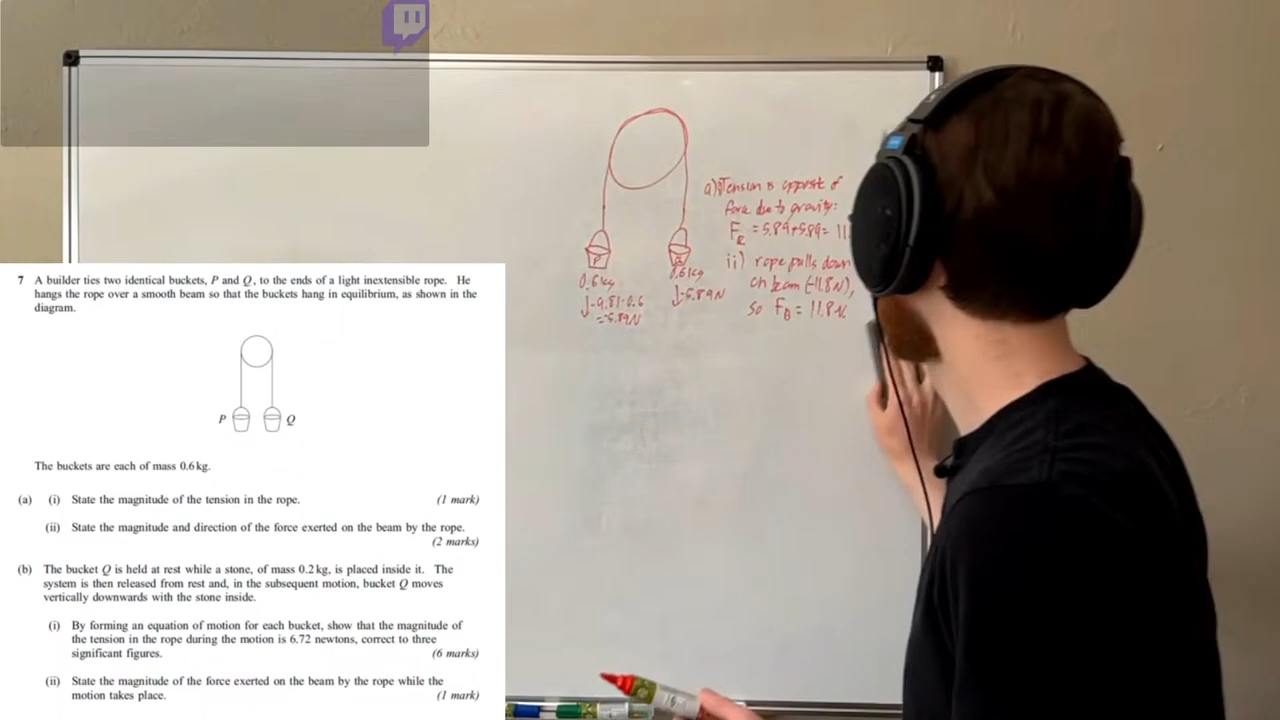 7 A builder ties two identical buckets, P and Q, to the ends of a light inextensible rope. He
hangs the rope over a smooth beam so that the buckets hang in equilibrium, as shown in the
diagram.
P
Q
The buckets are each of mass 0.6 kg.
(a) (i) State the magnitude of the tension in the rope. (1 mark)
(ii) State the magnitude and direction of the force exerted on the beam by the rope.
(2 marks)
(b) The bucket Q is held at rest while a stone, of mass 0.2 kg, is placed inside it. The
system is then released from rest and, in the subsequent motion, bucket Q moves
vertically downwards with the stone inside.
(i) By forming an equation of motion for each bucket, show that the magnitude of
the tension in the rope during the motion is 6.72 newtons, correct to three
significant figures. (6 marks)
(ii) State the magnitude of the force exerted on the beam by the rope while the
motion takes place. (1 mark)
P
Q
0.6kg
↓-9.81·0.6
=-5.89N
0.6kg
↓-5.89N
Tension is opposite of
force due to gravity:
= 5.89+5.89= 11.
ii) rope pulls down
on beam (-11.8N),
so F_B = 11.8N